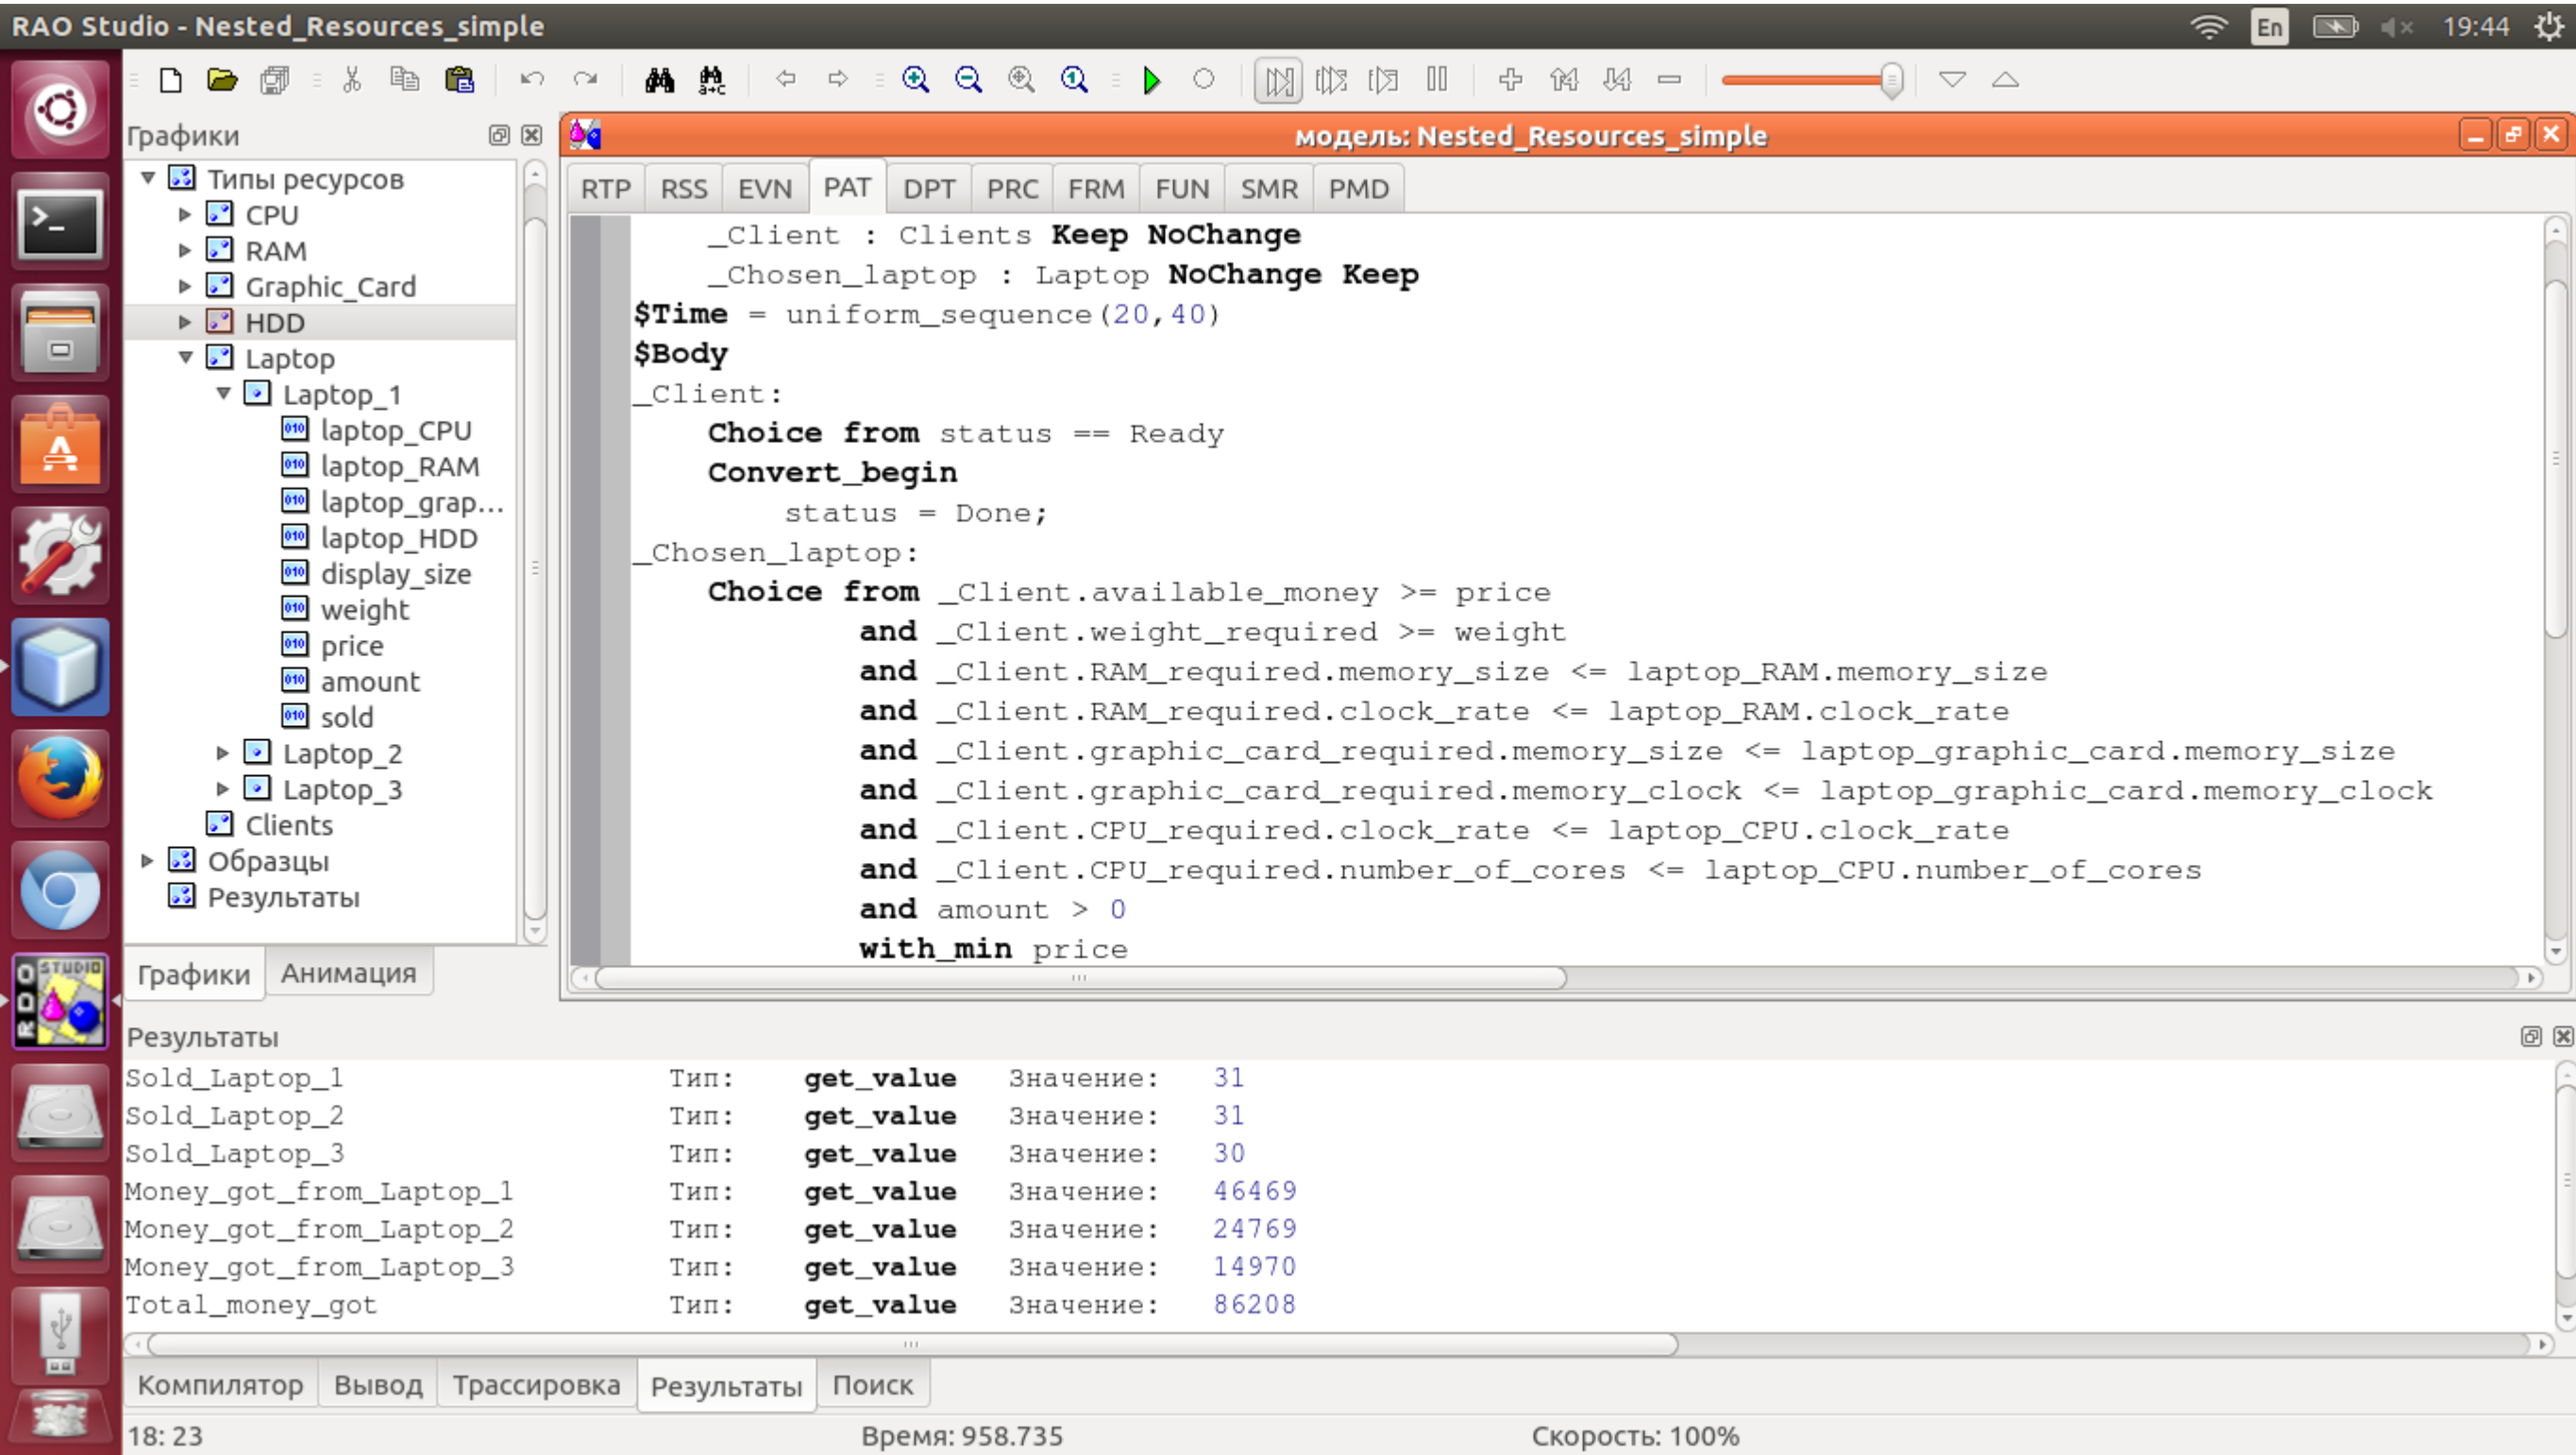 RAO Studio - Nested_Resources_simple
En
19:44
Графики
Типы ресурсов
CPU
RAM
Graphic_Card
HDD
Laptop
Laptop_1
laptop_CPU
laptop_RAM
laptop_grap...
laptop_HDD
display_size
weight
price
amount
sold
Laptop_2
Laptop_3
Clients
Образцы
Результаты
Графики Анимация
модель: Nested_Resources_simple
RTP RSS EVN PAT DPT PRC FRM FUN SMR PMD
_Client : Clients Keep NoChange
_Chosen_laptop : Laptop NoChange Keep
$Time = uniform_sequence(20,40)
$Body
_Client:
Choice from status == Ready
Convert_begin
status = Done;
_Chosen_laptop:
Choice from _Client.available_money >= price
and _Client.weight_required >= weight
and _Client.RAM_required.memory_size <= laptop_RAM.memory_size
and _Client.RAM_required.clock_rate <= laptop_RAM.clock_rate
and _Client.graphic_card_required.memory_size <= laptop_graphic_card.memory_size
and _Client.graphic_card_required.memory_clock <= laptop_graphic_card.memory_clock
and _Client.CPU_required.clock_rate <= laptop_CPU.clock_rate
and _Client.CPU_required.number_of_cores <= laptop_CPU.number_of_cores
and amount > 0
with_min price
Результаты
Sold_Laptop_1 Тип: get_value Значение: 31
Sold_Laptop_2 Тип: get_value Значение: 31
Sold_Laptop_3 Тип: get_value Значение: 30
Money_got_from_Laptop_1 Тип: get_value Значение: 46469
Money_got_from_Laptop_2 Тип: get_value Значение: 24769
Money_got_from_Laptop_3 Тип: get_value Значение: 14970
Total_money_got Тип: get_value Значение: 86208
Компилятор Вывод Трассировка Результаты Поиск
18: 23 Время: 958.735 Скорость: 100%
RDO STUDIO